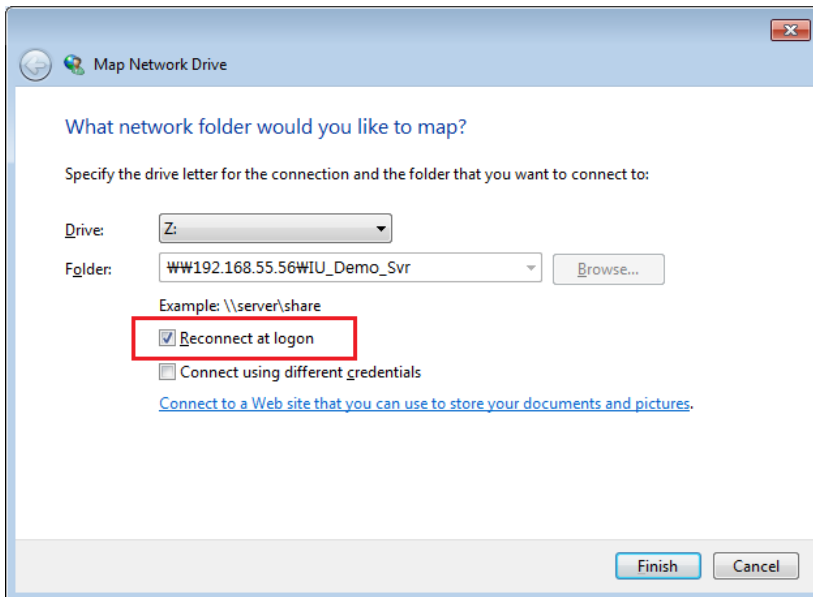 Map Network Drive
What network folder would you like to map?
Specify the drive letter for the connection and the folder that you want to connect to:
Drive: Z:
Folder: ₩₩192.168.55.56₩IU_Demo_Svr Browse...
Example: \\server\share
Reconnect at logon
Connect using different credentials
Connect to a Web site that you can use to store your documents and pictures.
Finish Cancel